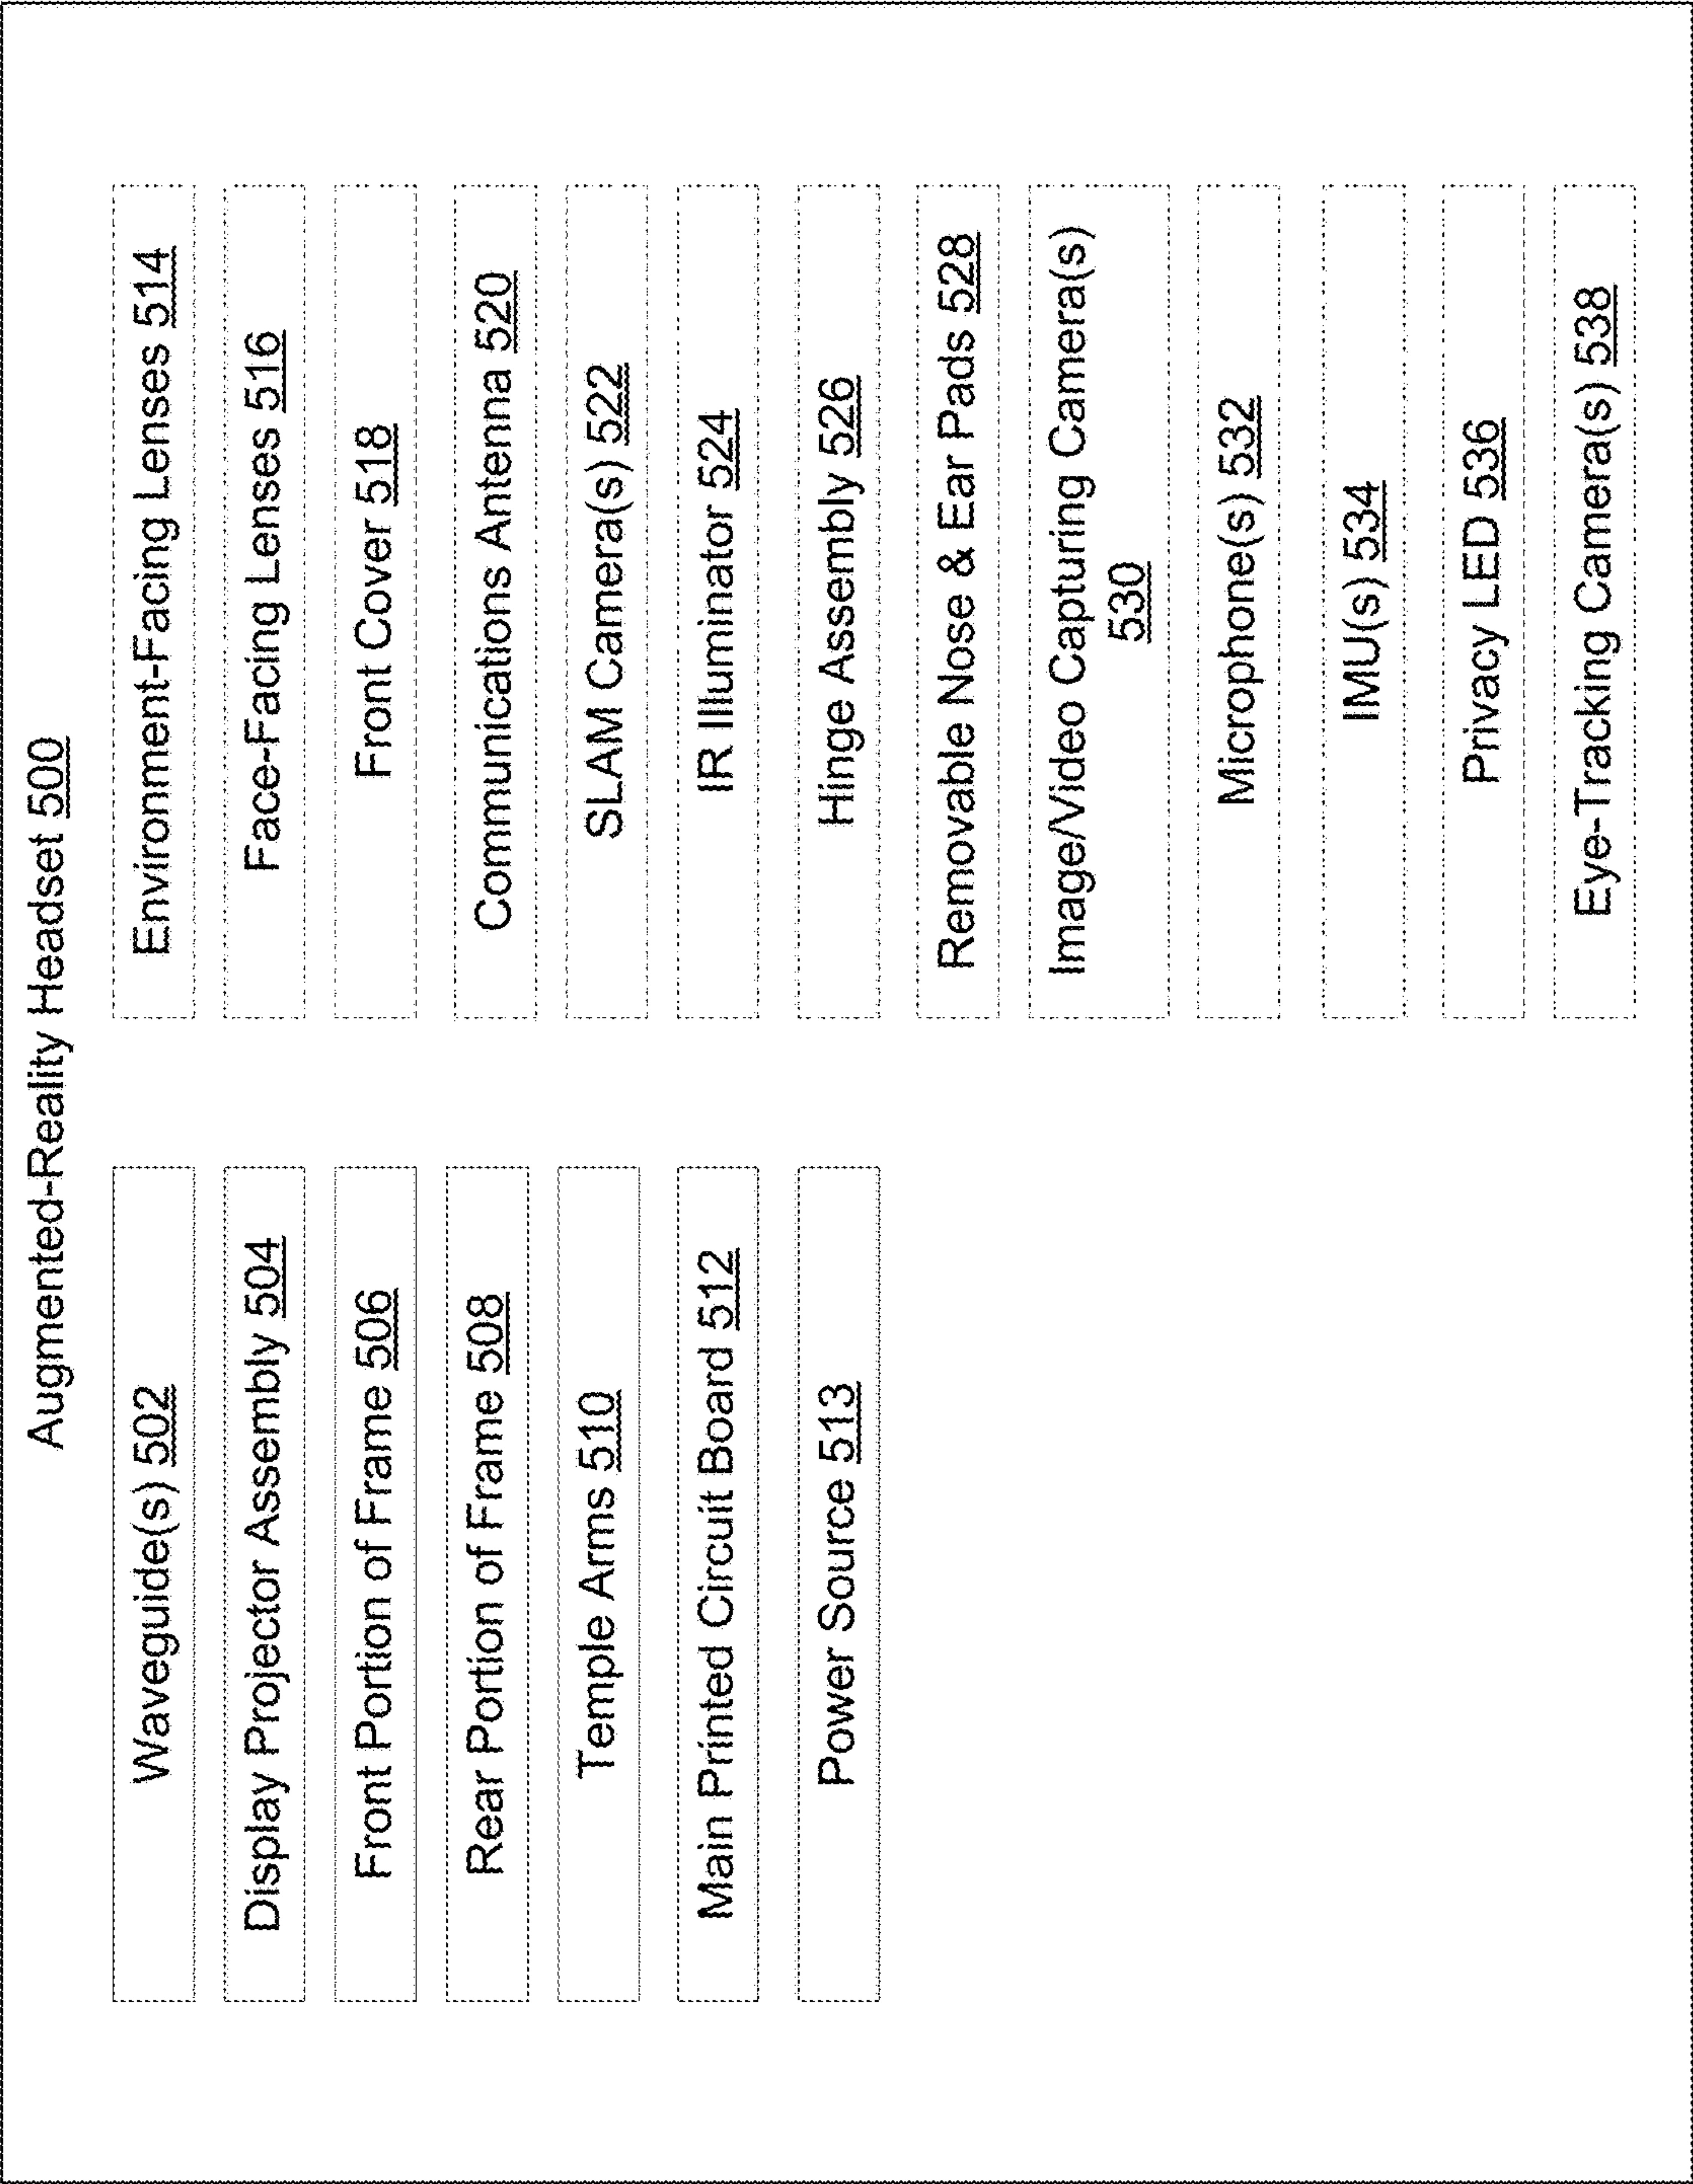 Augmented-Reality Headset 500
Waveguide(s) 502
Display Projector Assembly 504
Front Portion of Frame 506
Rear Portion of Frame 508
Temple Arms 510
Main Printed Circuit Board 512
Power Source 513
Environment-Facing Lenses 514
Face-Facing Lenses 516
Front Cover 518
Communications Antenna 520
SLAM Camera(s) 522
IR Illuminator 524
Hinge Assembly 526
Removable Nose & Ear Pads 528
Image/Video Capturing Camera(s)
530
Microphone(s) 532
IMU(s) 534
Privacy LED 536
Eye-Tracking Camera(s) 538